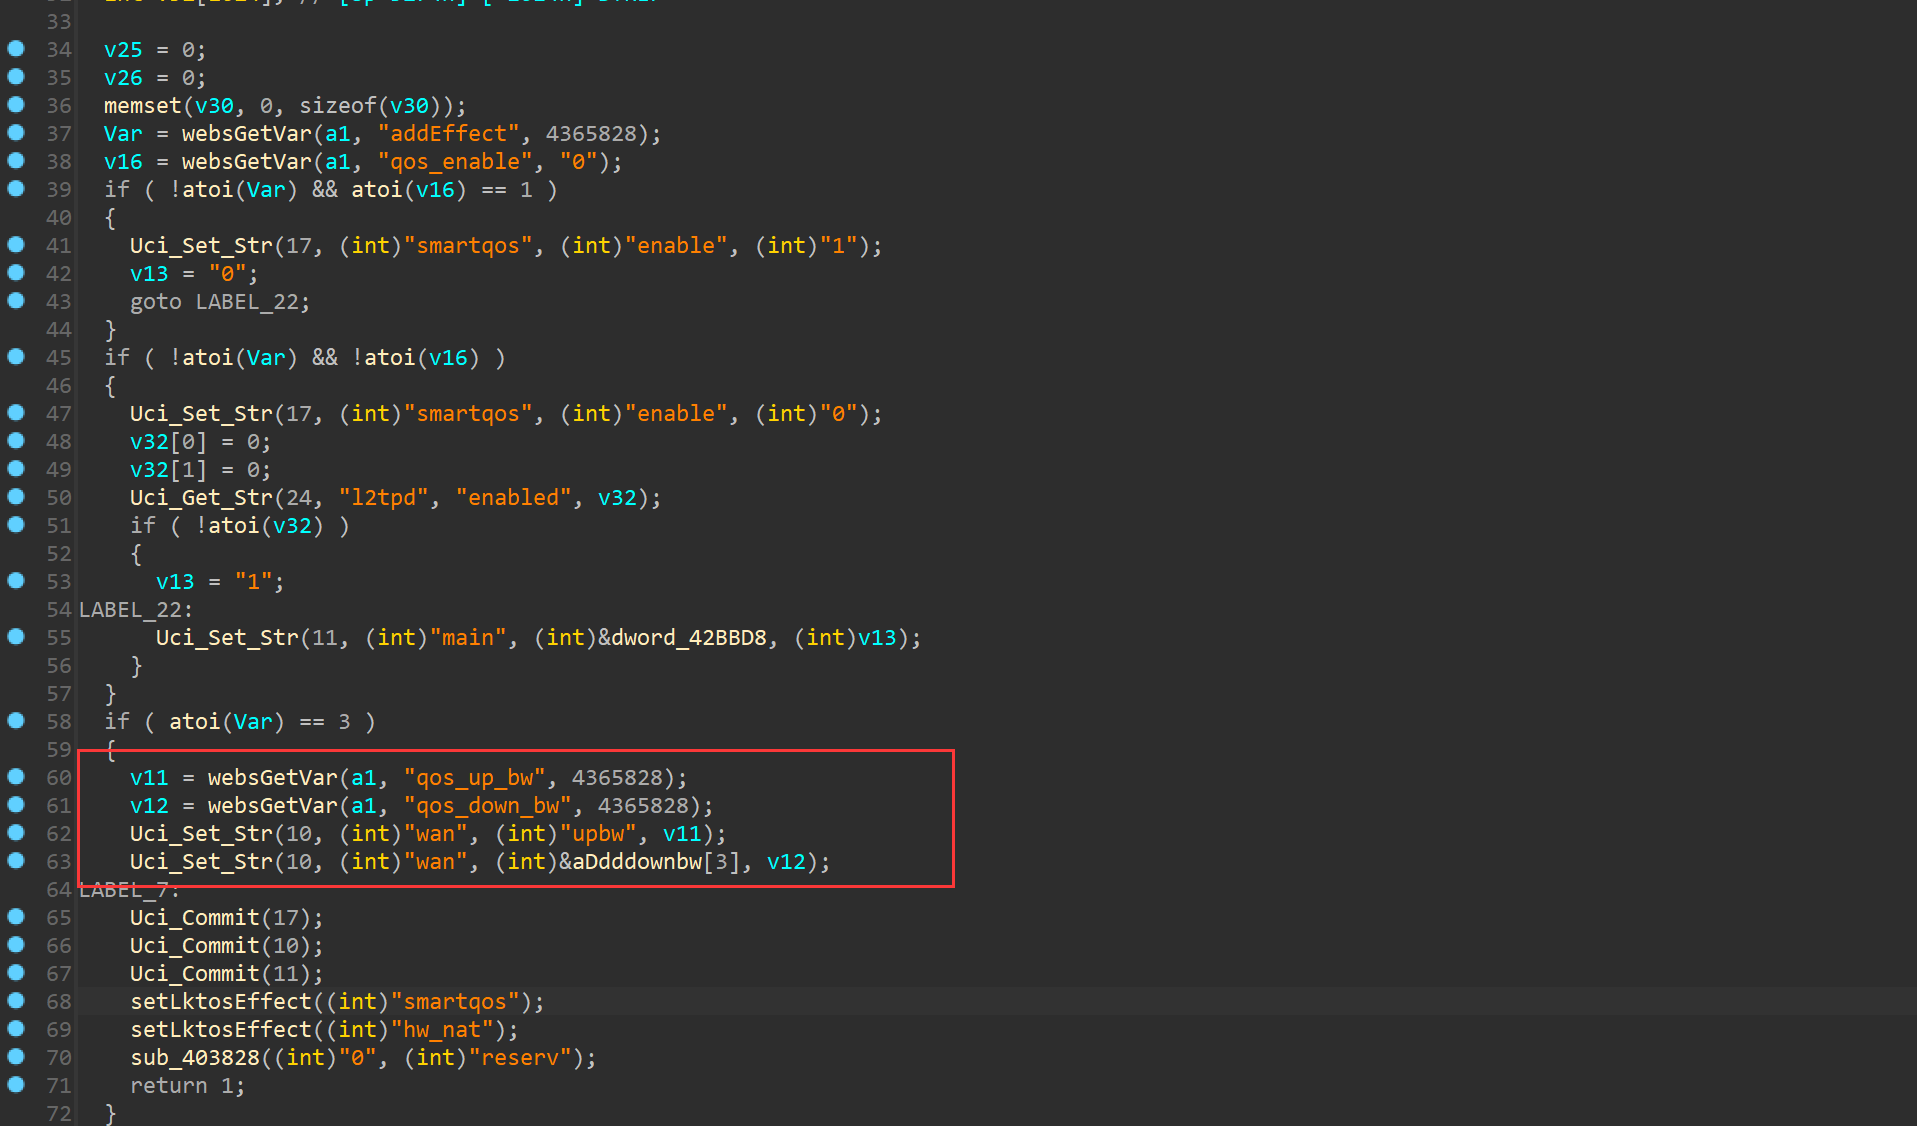 33
34 v25 = 0;
35 v26 = 0;
36 memset(v30, 0, sizeof(v30));
37 Var = websGetVar(a1, "addEffect", 4365828);
38 v16 = websGetVar(a1, "qos_enable", "0");
39 if ( !atoi(Var) && atoi(v16) == 1 )
40 {
41 Uci_Set_Str(17, (int)"smartqos", (int)"enable", (int)"1");
42 v13 = "0";
43 goto LABEL_22;
44 }
45 if ( !atoi(Var) && !atoi(v16) )
46 {
47 Uci_Set_Str(17, (int)"smartqos", (int)"enable", (int)"0");
48 v32[0] = 0;
49 v32[1] = 0;
50 Uci_Get_Str(24, "l2tpd", "enabled", v32);
51 if ( !atoi(v32) )
52 {
53 v13 = "1";
54 LABEL_22:
55 Uci_Set_Str(11, (int)"main", (int)&dword_42BBD8, (int)v13);
56 }
57 }
58 if ( atoi(Var) == 3 )
59 {
60 v11 = websGetVar(a1, "qos_up_bw", 4365828);
61 v12 = websGetVar(a1, "qos_down_bw", 4365828);
62 Uci_Set_Str(10, (int)"wan", (int)"upbw", v11);
63 Uci_Set_Str(10, (int)"wan", (int)&aDdddownbw[3], v12);
64 LABEL_7:
65 Uci_Commit(17);
66 Uci_Commit(10);
67 Uci_Commit(11);
68 setLktosEffect((int)"smartqos");
69 setLktosEffect((int)"hw_nat");
70 sub_403828((int)"0", (int)"reserv");
71 return 1;
72 }